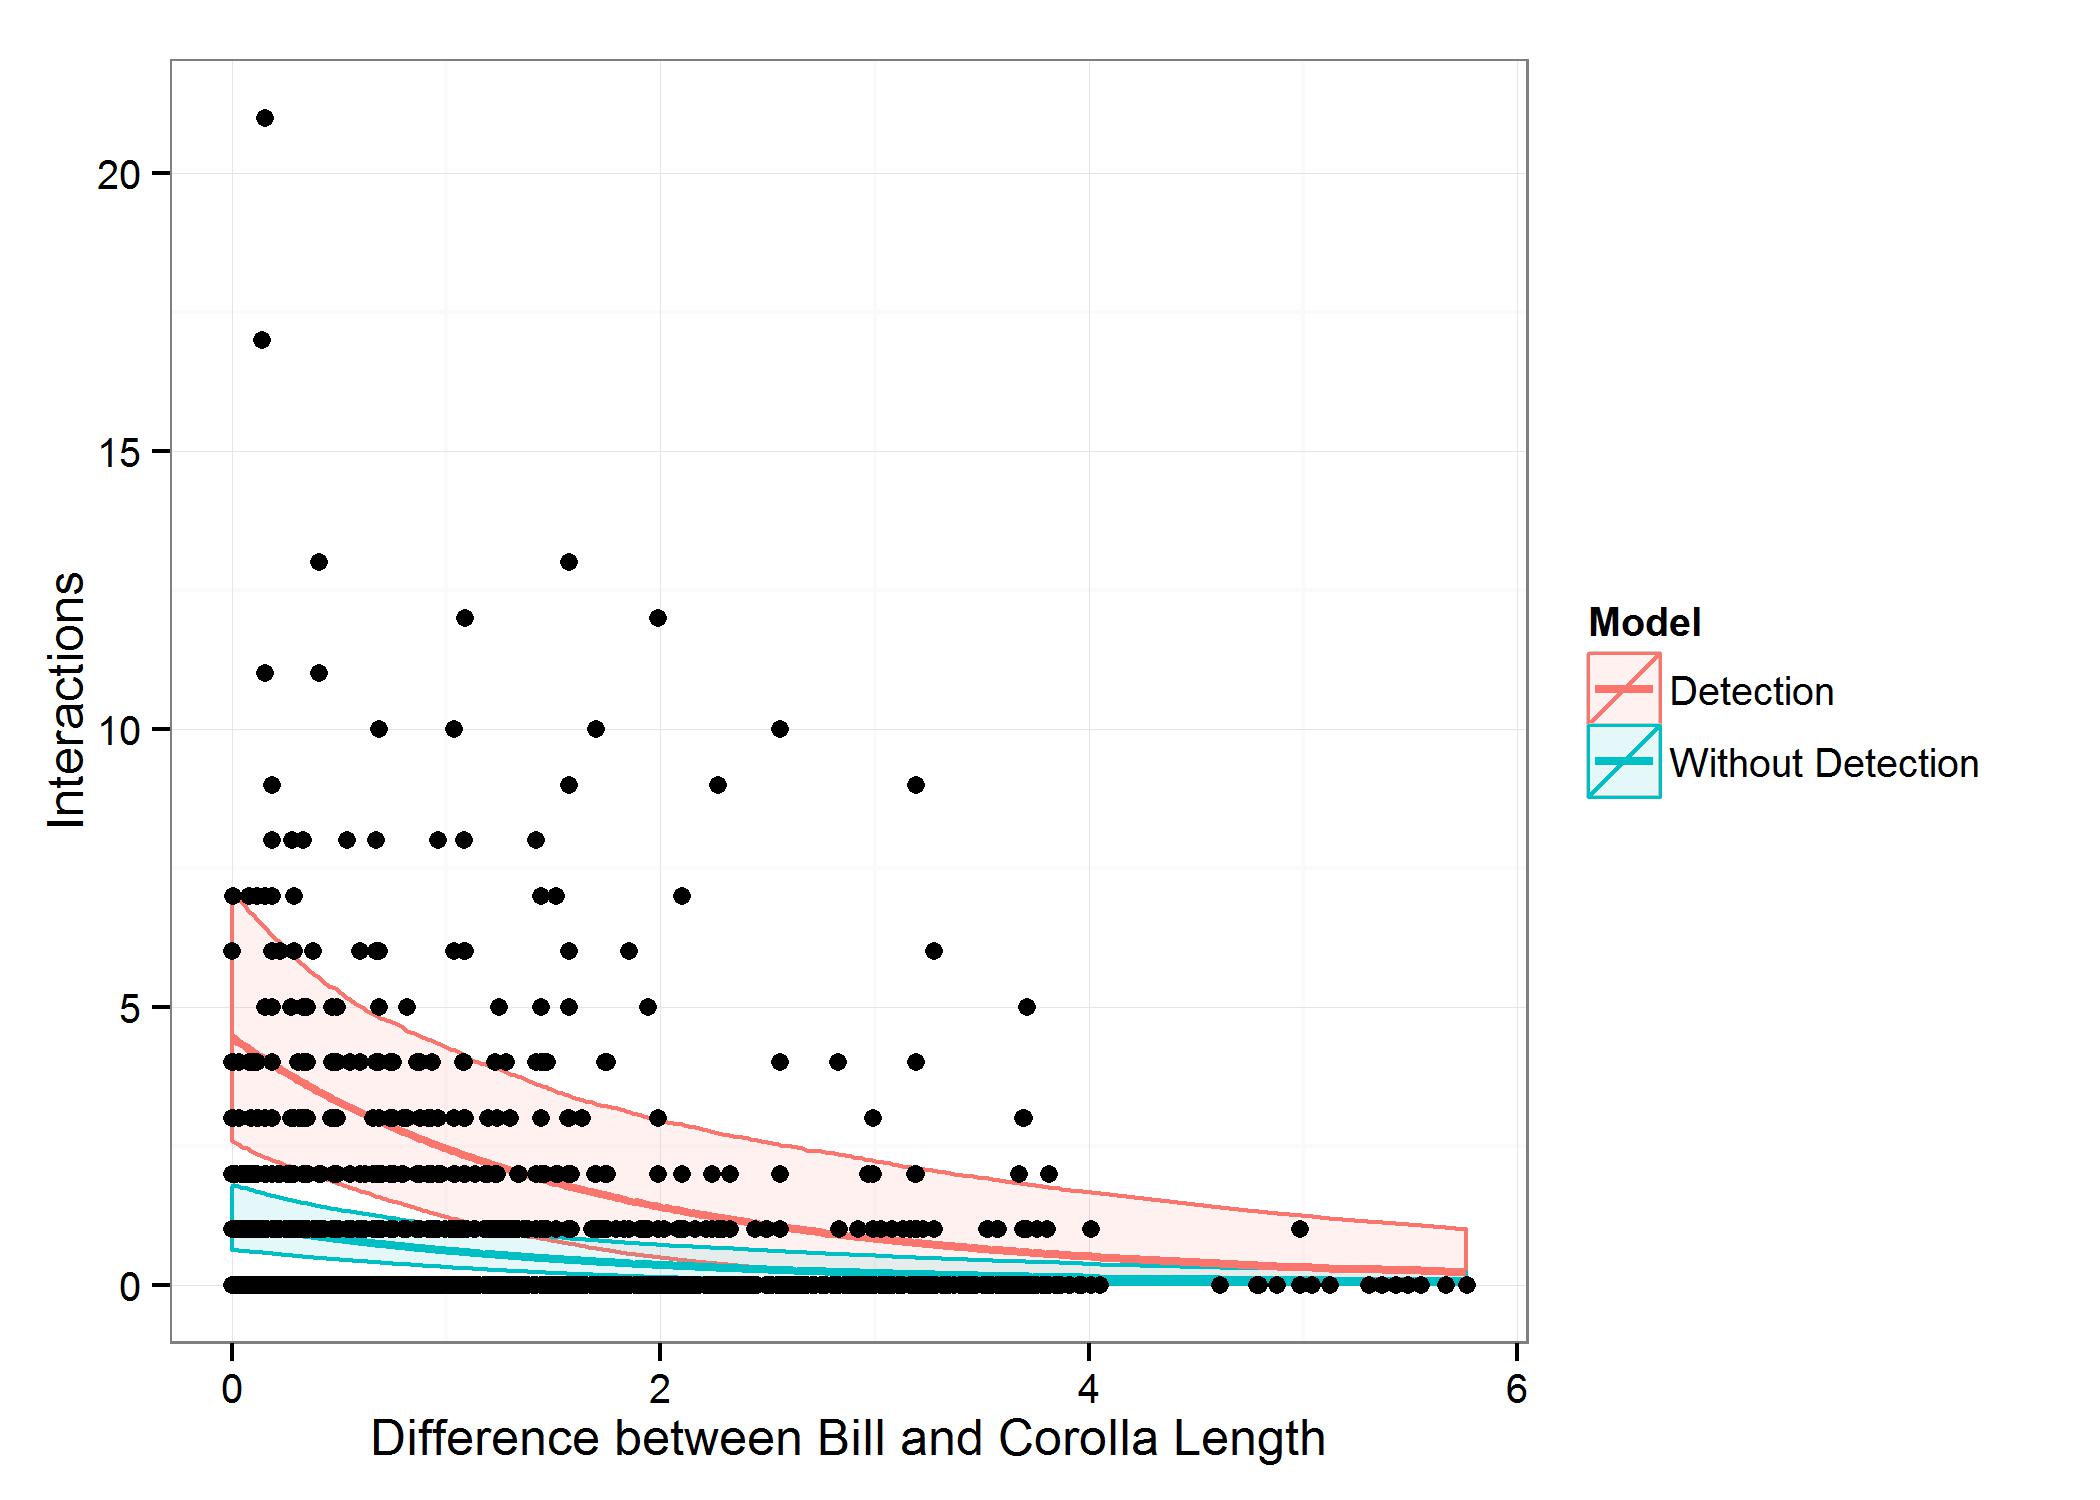 20
15
10
5
0
Interactions
0 2 4 6
Difference between Bill and Corolla Length
Model
Detection
Without Detection